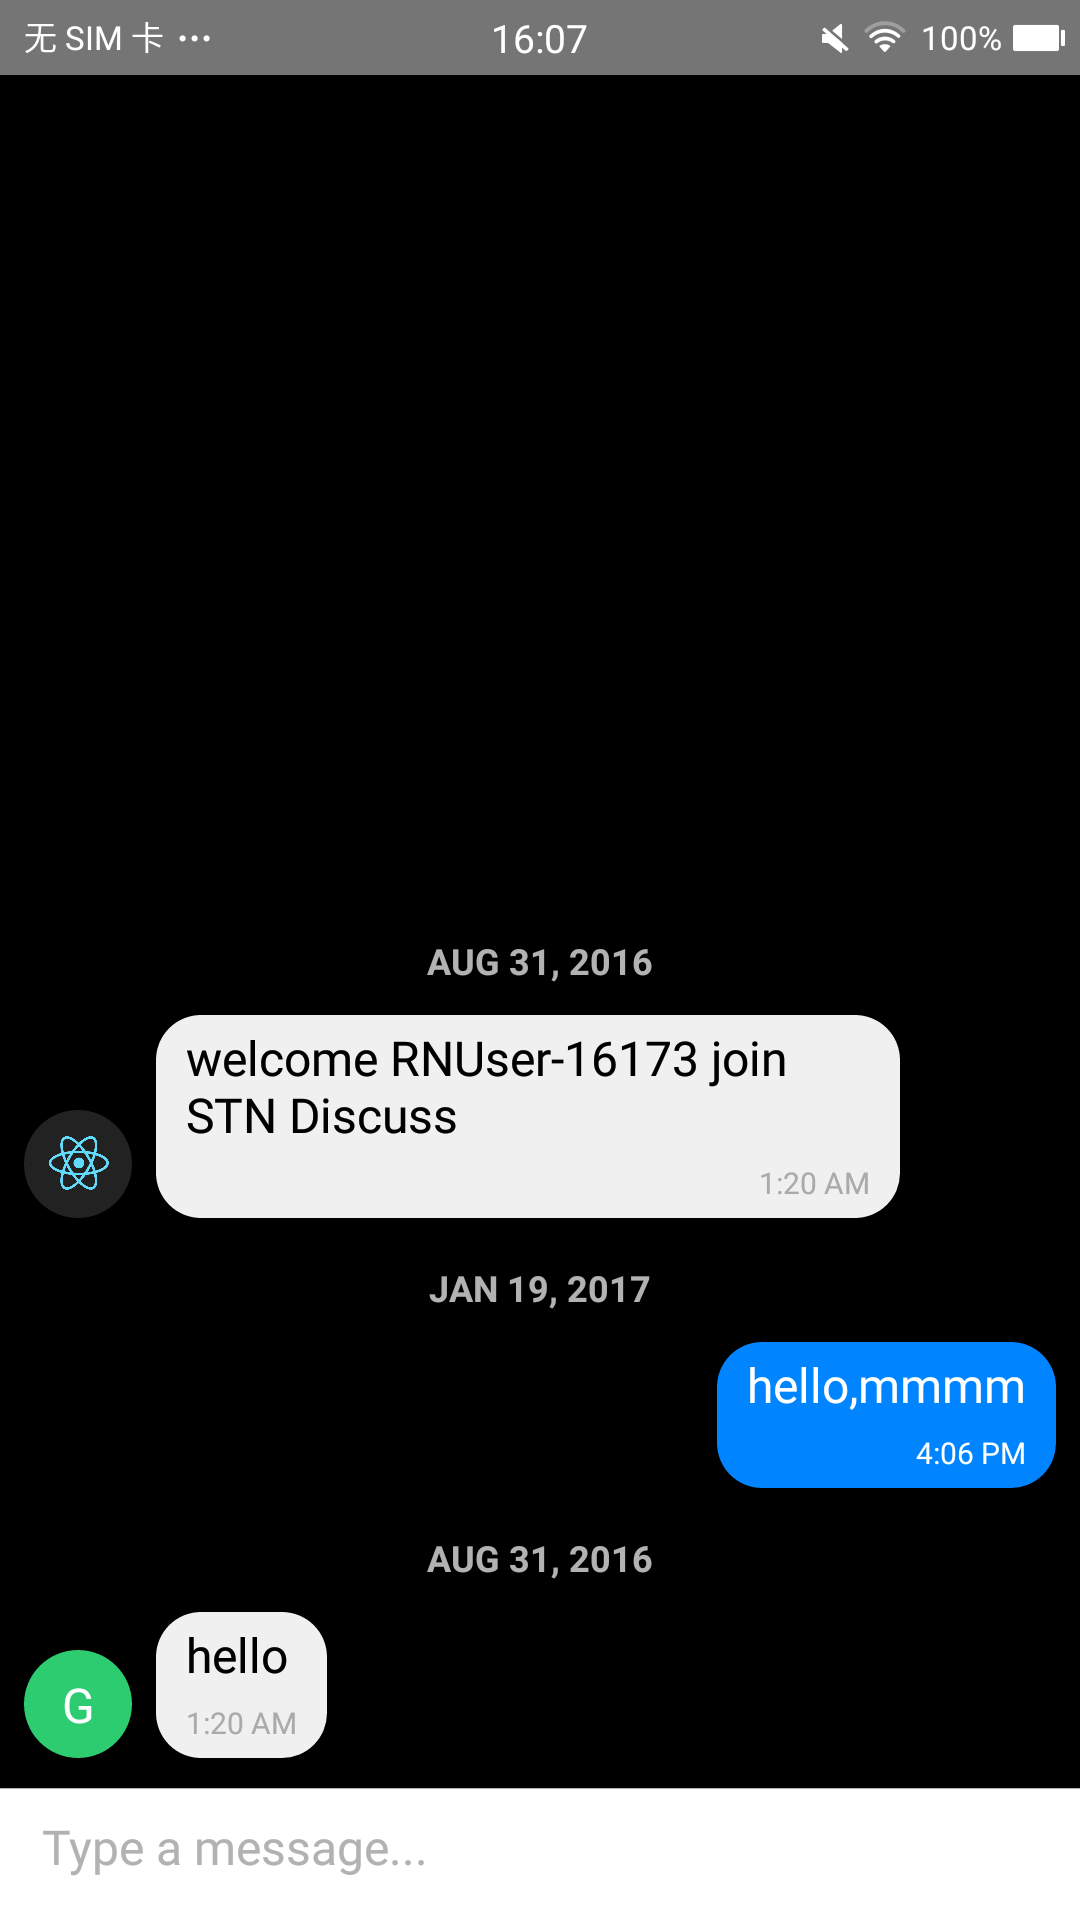 无 SIM 卡 ··· 16:07 100%
AUG 31, 2016
welcome RNUser-16173 join
STN Discuss
1:20 AM
JAN 19, 2017
hello,mmmm
4:06 PM
AUG 31, 2016
hello
G
1:20 AM
Type a message...